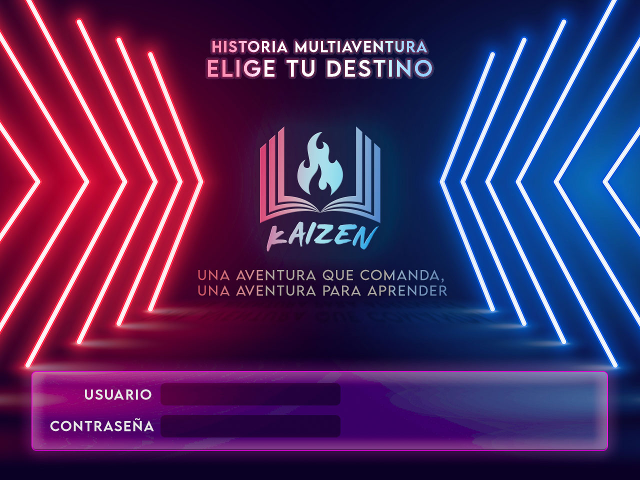 HISTORIA MULTIAVENTURA
ELIGE TU DESTINO
KAIZEN
UNA AVENTURA QUE COMANDA,
UNA AVENTURA PARA APRENDER
USUARIO
CONTRASEÑA